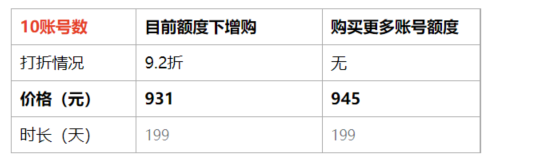 10账号数 目前额度下增购 购买更多账号额度
打折情况 9.2折 无
价格（元） 931 945
时长（天） 199 199